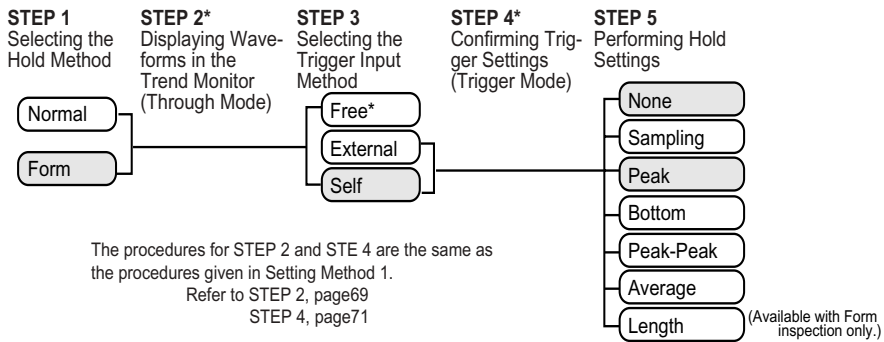 STEP 1
Selecting the
Hold Method
STEP 2*
Displaying Wave-
forms in the
Trend Monitor
(Through Mode)
STEP 3
Selecting the
Trigger Input
Method
STEP 4*
Confirming Trig-
ger Settings
(Trigger Mode)
STEP 5
Performing Hold
Settings
Normal
Form
Free*
External
Self
None
Sampling
Peak
Bottom
Peak-Peak
Average
Length
(Available with Form
inspection only.)
The procedures for STEP 2 and STE 4 are the same as
the procedures given in Setting Method 1.
Refer to STEP 2, page69
STEP 4, page71